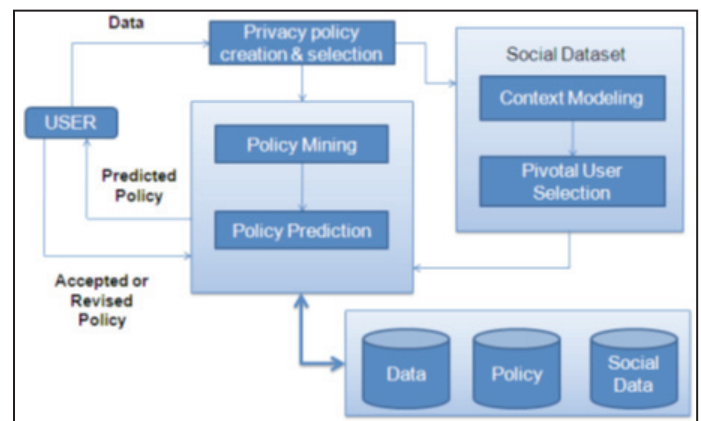 Data
Privacy policy
creation & selection
Social Dataset
Context Modeling
USER
Policy Mining
Predicted
Policy
Pivotal User
Selection
Policy Prediction
Accepted or
Revised
Policy
Data
Policy
Social
Data